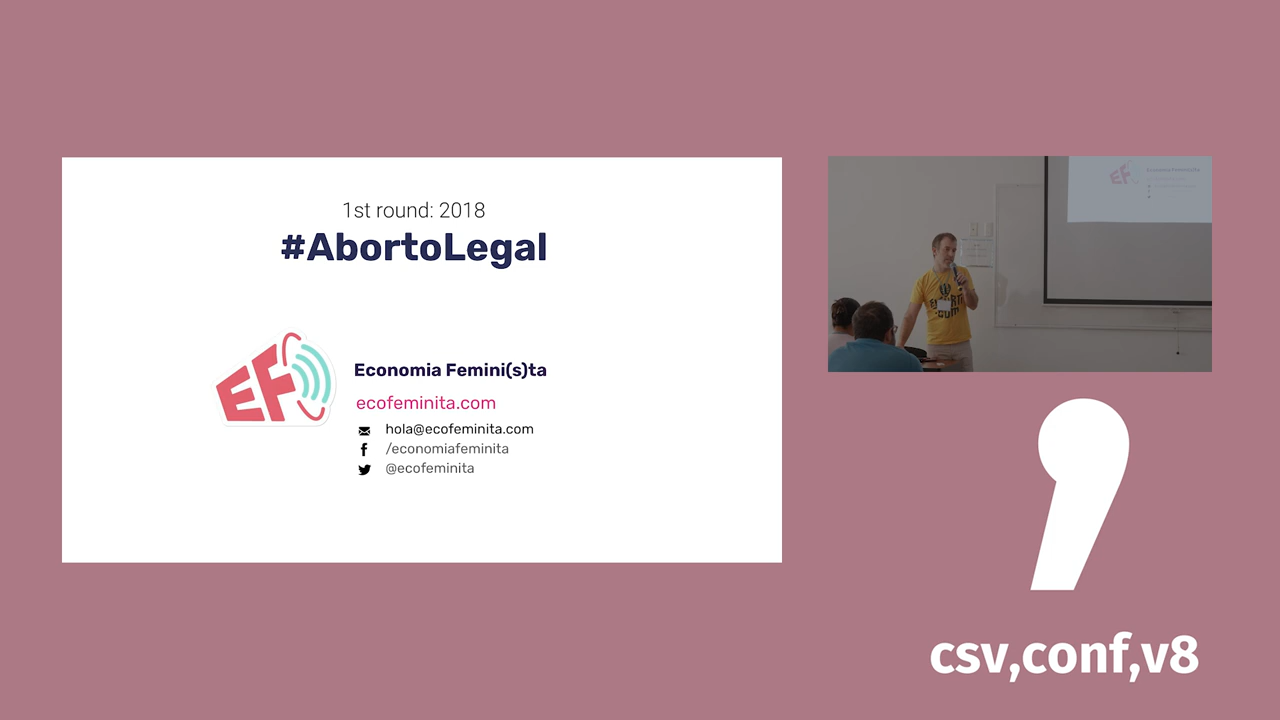 1st round: 2018
#AbortoLegal
EF
Economia Femini(s)ta
ecofeminita.com
hola@ecofeminita.com
/economiafeminita
@ecofeminita
csv,conf,v8